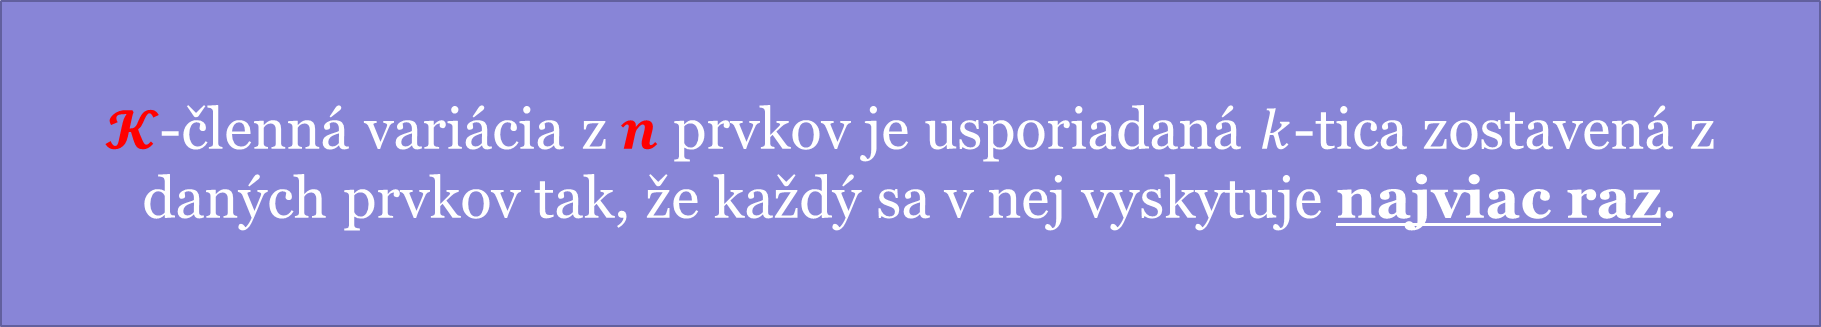 K-členná variácia z n prvkov je usporiadaná k-tica zostavená z
daných prvkov tak, že každý sa v nej vyskytuje najviac raz.